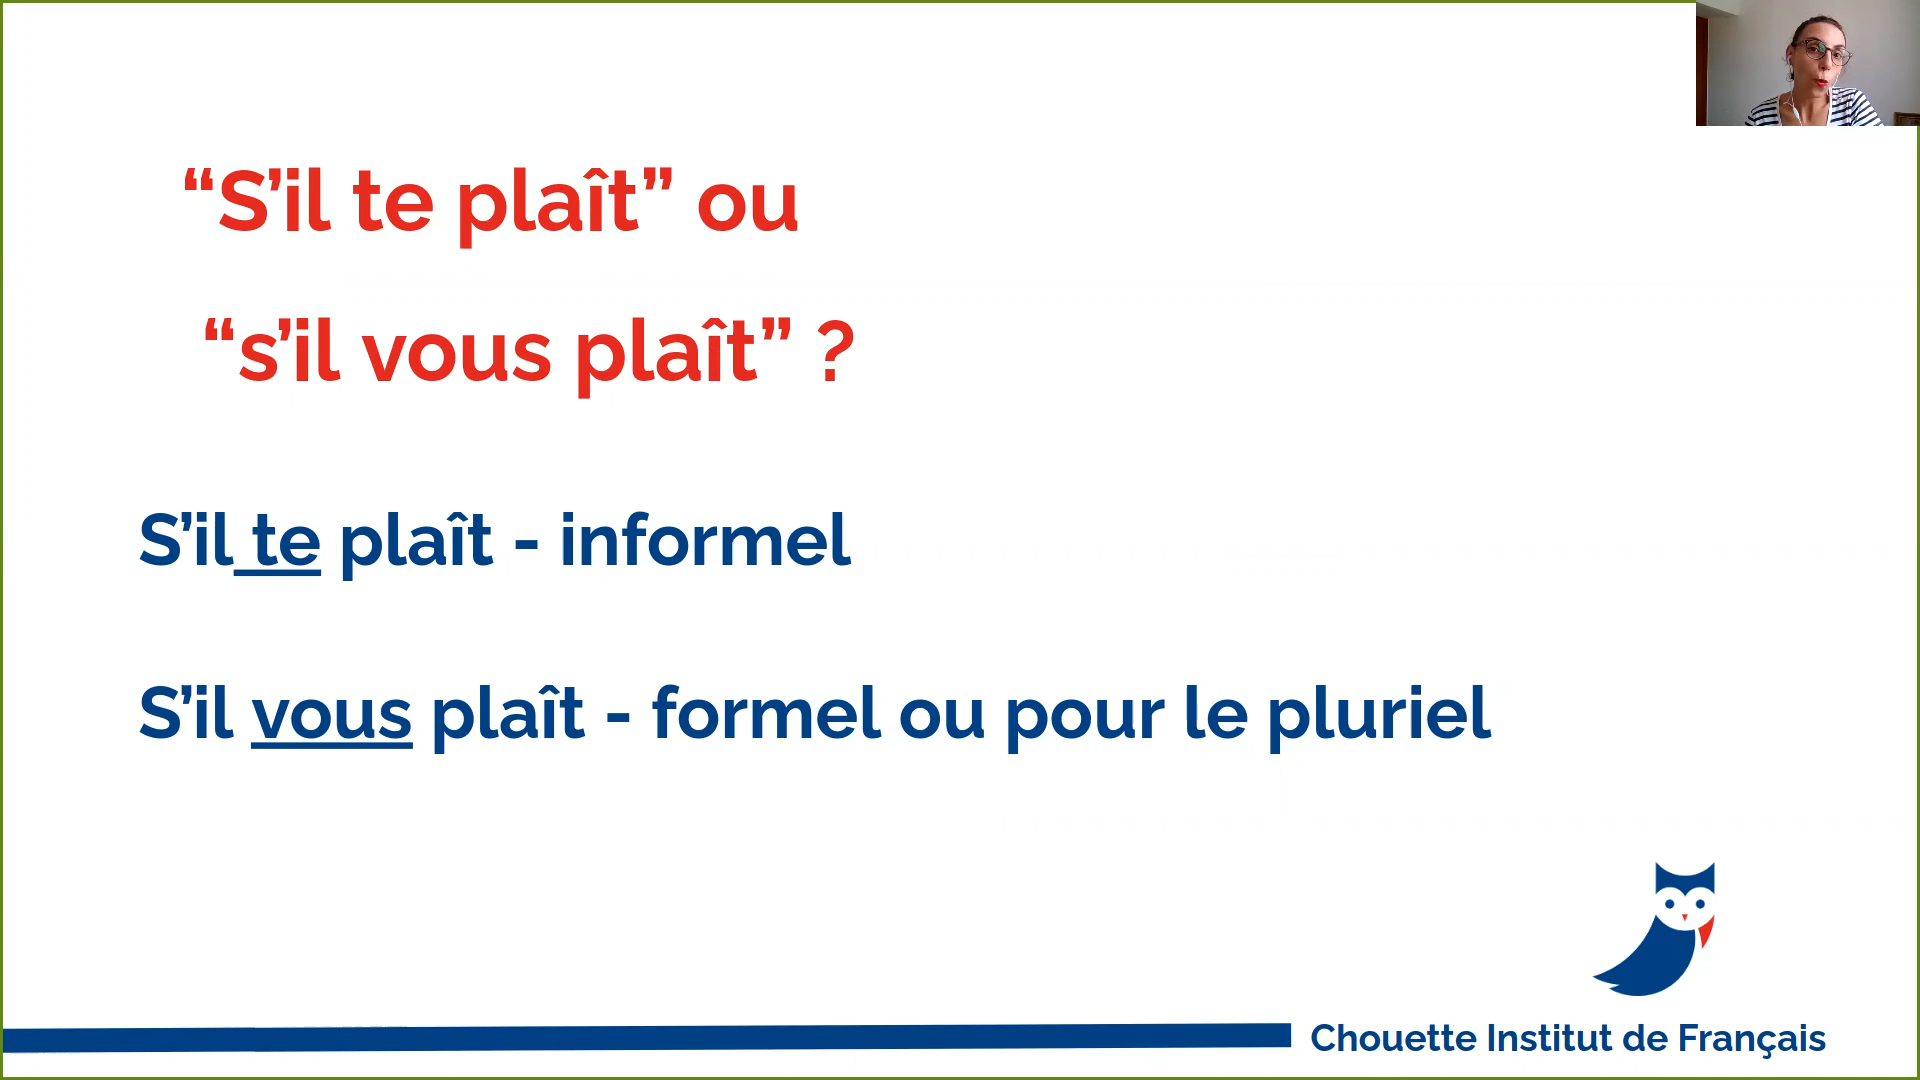 “S’il te plaît” ou
“s’il vous plaît” ?
S’il te plaît - informel
S’il vous plaît - formel ou pour le pluriel
Chouette Institut de Français